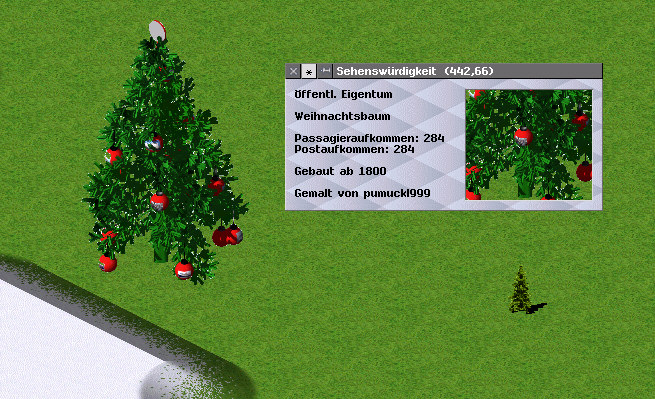 Sehenswürdigkeit (442,66)
öffentl. Eigentum
Weihnachtsbaum
Passagieraufkommen: 284
Postaufkommen: 284
Gebaut ab 1800
Gemalt von pumuckl999